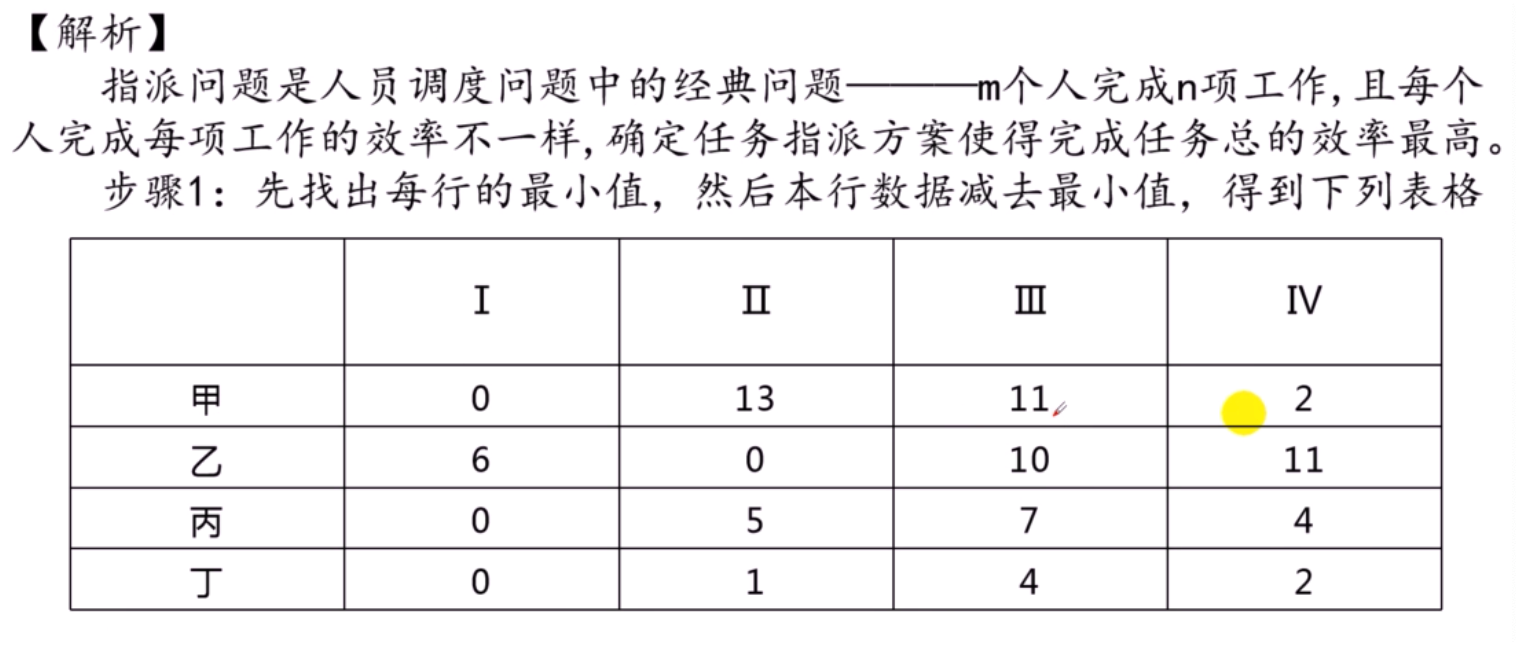 【解析】
指派问题是人员调度问题中的经典问题———m个人完成n项工作,且每个
人完成每项工作的效率不一样,确定任务指派方案使得完成任务总的效率最高。
步骤1：先找出每行的最小值，然后本行数据减去最小值，得到下列表格
Ⅰ Ⅱ Ⅲ Ⅳ
甲 0 13 11 2
乙 6 0 10 11
丙 0 5 7 4
丁 0 1 4 2